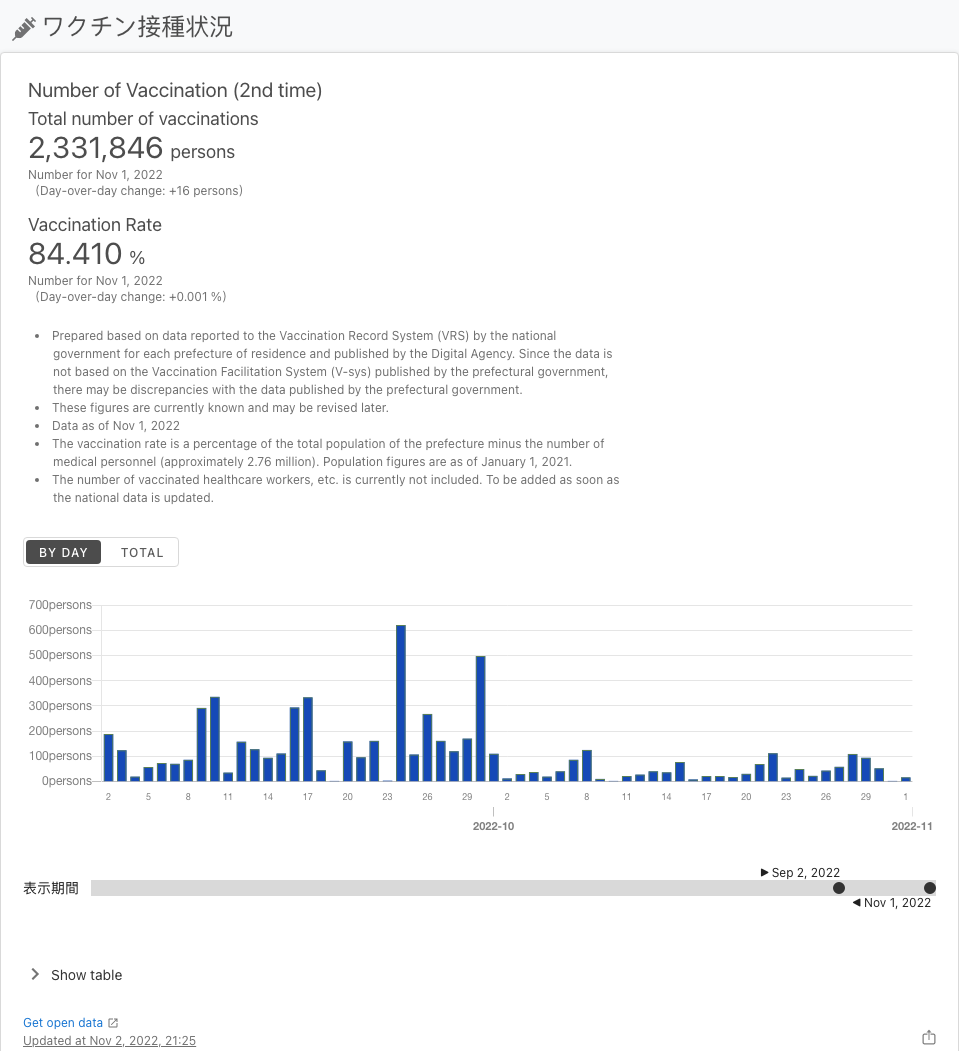 ワクチン接種状況
Number of Vaccination (2nd time)
Total number of vaccinations
2,331,846 persons
Number for Nov 1, 2022
(Day-over-day change: +16 persons)
Vaccination Rate
84.410 %
Number for Nov 1, 2022
(Day-over-day change: +0.001 %)
• Prepared based on data reported to the Vaccination Record System (VRS) by the national
government for each prefecture of residence and published by the Digital Agency. Since the data is
not based on the Vaccination Facilitation System (V-sys) published by the prefectural government,
there may be discrepancies with the data published by the prefectural government.
• These figures are currently known and may be revised later.
• Data as of Nov 1, 2022
• The vaccination rate is a percentage of the total population of the prefecture minus the number of
medical personnel (approximately 2.76 million). Population figures are as of January 1, 2021.
• The number of vaccinated healthcare workers, etc. is currently not included. To be added as soon as
the national data is updated.
BY DAY TOTAL
700persons
600persons
500persons
400persons
300persons
200persons
100persons
0persons
2 5 8 11 14 17 20 23 26 29 2 5 8 11 14 17 20 23 26 29 1
2022-10 2022-11
▶ Sep 2, 2022
表示期間
◀ Nov 1, 2022
Show table
Get open data
Updated at Nov 2, 2022, 21:25